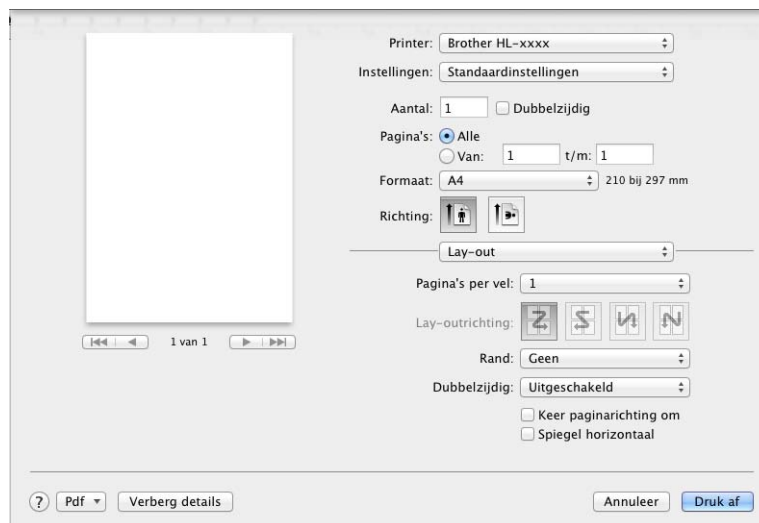 Printer: Brother HL-xxxx
Instellingen: Standaardinstellingen
Aantal: 1 Dubbelzijdig
Pagina's: Alle
Van: 1 t/m: 1
Formaat: A4 210 bij 297 mm
Richting:
Lay-out
Pagina's per vel: 1
Lay-outrichting:
Rand: Geen
Dubbelzijdig: Uitgeschakeld
Keer paginarichting om
Spiegel horizontaal
1 van 1
? Pdf Verberg details Annuleer Druk af